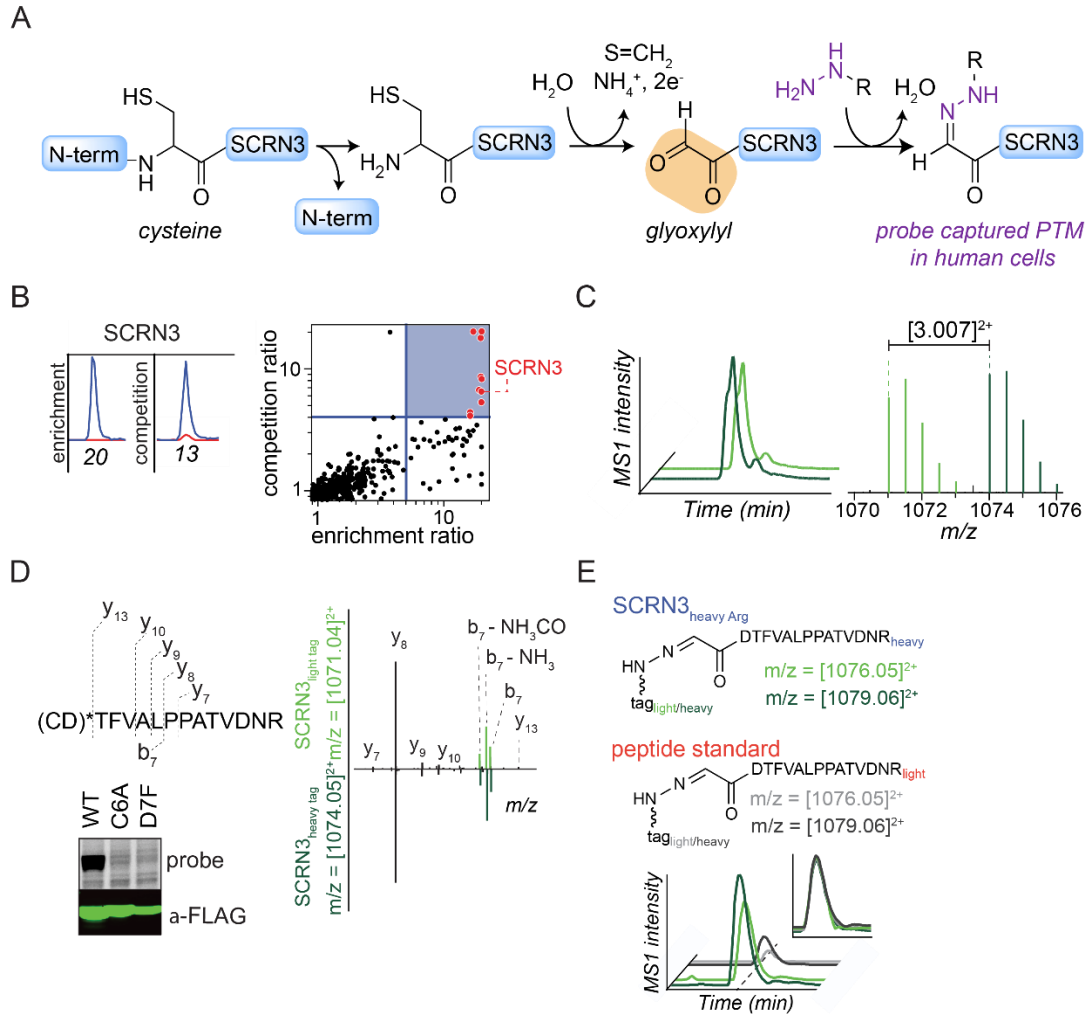 A
HS
N-term
N
H
O
SCRN3
N-term
cysteine
HS
H₂N
O
SCRN3
H₂O
S=CH₂
NH₄⁺, 2e⁻
H
O
O
SCRN3
glyoxylyl
H₂N
H
N
R
H₂O
R
N
NH
H
O
SCRN3
probe captured PTM
in human cells
B
SCRN3
enrichment
20
competition
13
competition ratio
10
1
SCRN3
1
10
enrichment ratio
C
MS1 intensity
Time (min)
[3.007]²⁺
1070
1072
1074
1076
m/z
D
y₁₃
y₁₀
y₉
y₈
y₇
(CD)*TFVALPPATVDNR
b₇
WT
C6A
D7F
probe
a-FLAG
SCRN3light tag
m/z = [1071.04]²⁺
SCRN3heavy tag
m/z = [1074.05]²⁺
y₈
b₇ - NH₃CO
b₇ - NH₃
b₇
y₇
y₉
y₁₀
y₁₃
m/z
E
SCRN3heavy Arg
HN
N
O
DTFVALPPATVDNRheavy
taglight/heavy
m/z = [1076.05]²⁺
m/z = [1079.06]²⁺
peptide standard
HN
N
O
DTFVALPPATVDNRlight
taglight/heavy
m/z = [1076.05]²⁺
m/z = [1079.06]²⁺
MS1 intensity
Time (min)